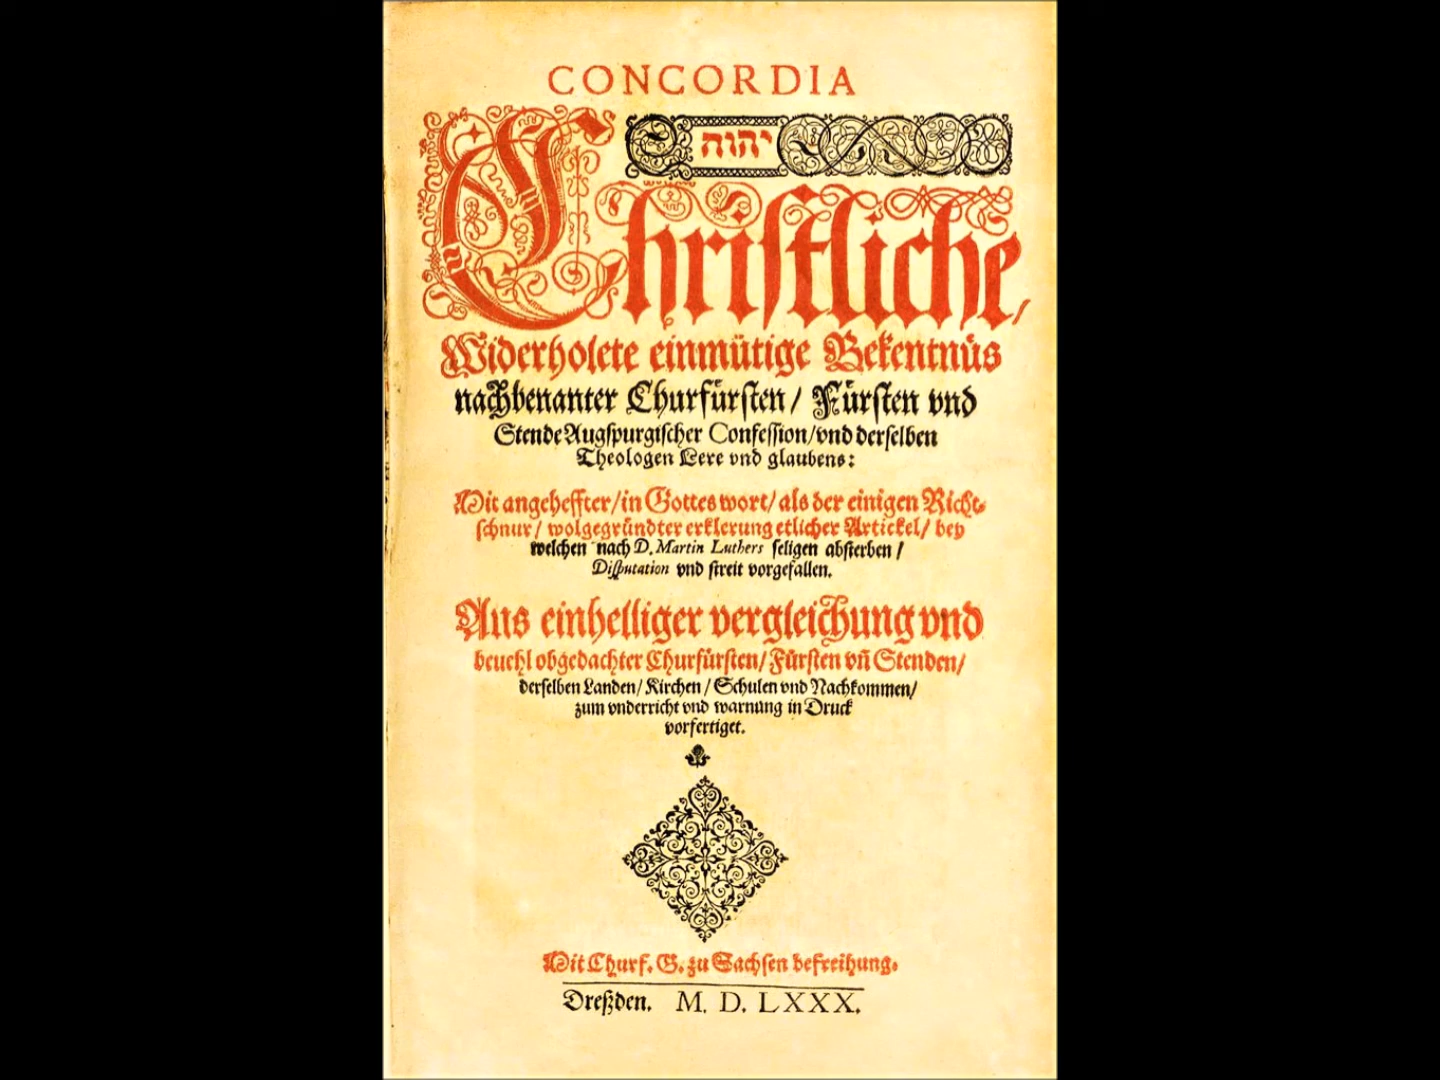 CONCORDIA
יהוה
Chriſtliche,
Widerholete einmütige Bekentnüs
nachbenanter Churfürſten / Fürſten vnd
Stende Augſpurgiſcher Confeſſion / vnd derſelben
Theologen Lere vnd glaubens:
Mit angeheffter / in Gottes wort / als der einigen Richt-
ſchnur / wolgegründter erklerung etlicher Artickel / bey
welchen nach D. Martin Luthers ſeligen abſterben /
Diſputation vnd ſtreit vorgefallen.
Aus einhelliger vergleichung vnd
beuehl obgedachter Churfürſten / Fürſten vñ Stenden /
derſelben Landen / Kirchen / Schulen vnd Nachkommen /
zum vnderricht vnd warnung in Druck
vorfertiget.
Mit Churf. G. zu Sachſen befreihung.
Dreßden. M. D. LXXX.